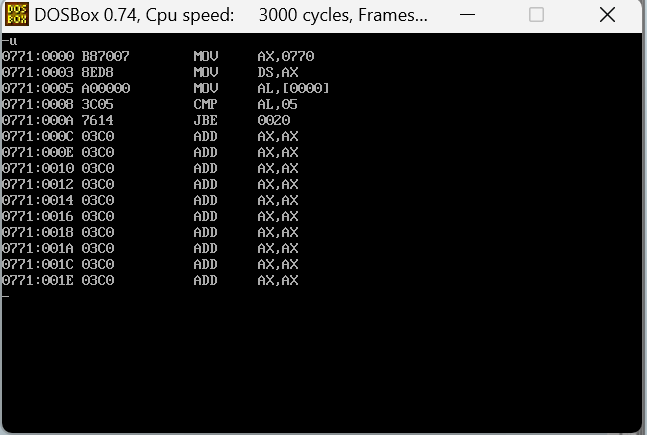 DOS
BOX
DOSBox 0.74, Cpu speed: 3000 cycles, Frames...
-u
0771:0000 B87007 MOV AX,0770
0771:0003 8ED8 MOV DS,AX
0771:0005 A00000 MOV AL,[0000]
0771:0008 3C05 CMP AL,05
0771:000A 7614 JBE 0020
0771:000C 03C0 ADD AX,AX
0771:000E 03C0 ADD AX,AX
0771:0010 03C0 ADD AX,AX
0771:0012 03C0 ADD AX,AX
0771:0014 03C0 ADD AX,AX
0771:0016 03C0 ADD AX,AX
0771:0018 03C0 ADD AX,AX
0771:001A 03C0 ADD AX,AX
0771:001C 03C0 ADD AX,AX
0771:001E 03C0 ADD AX,AX
-